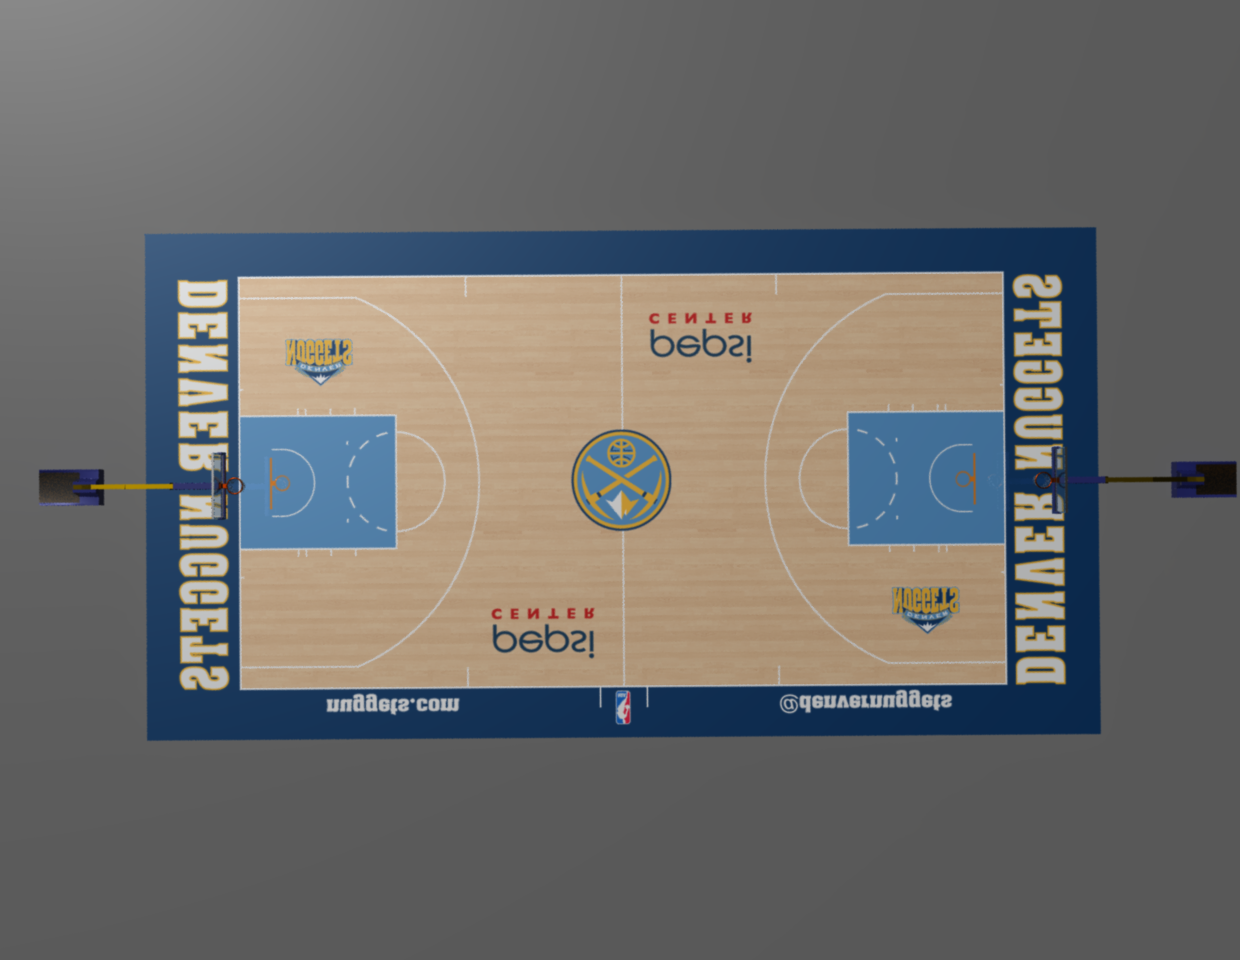 DENVER NUGGETS
DENVER NUGGETS
CENTER
pepsi
NUGGETS
DENVER
CENTER
pepsi
NUGGETS
DENVER
nuggets.com
@denvernuggets